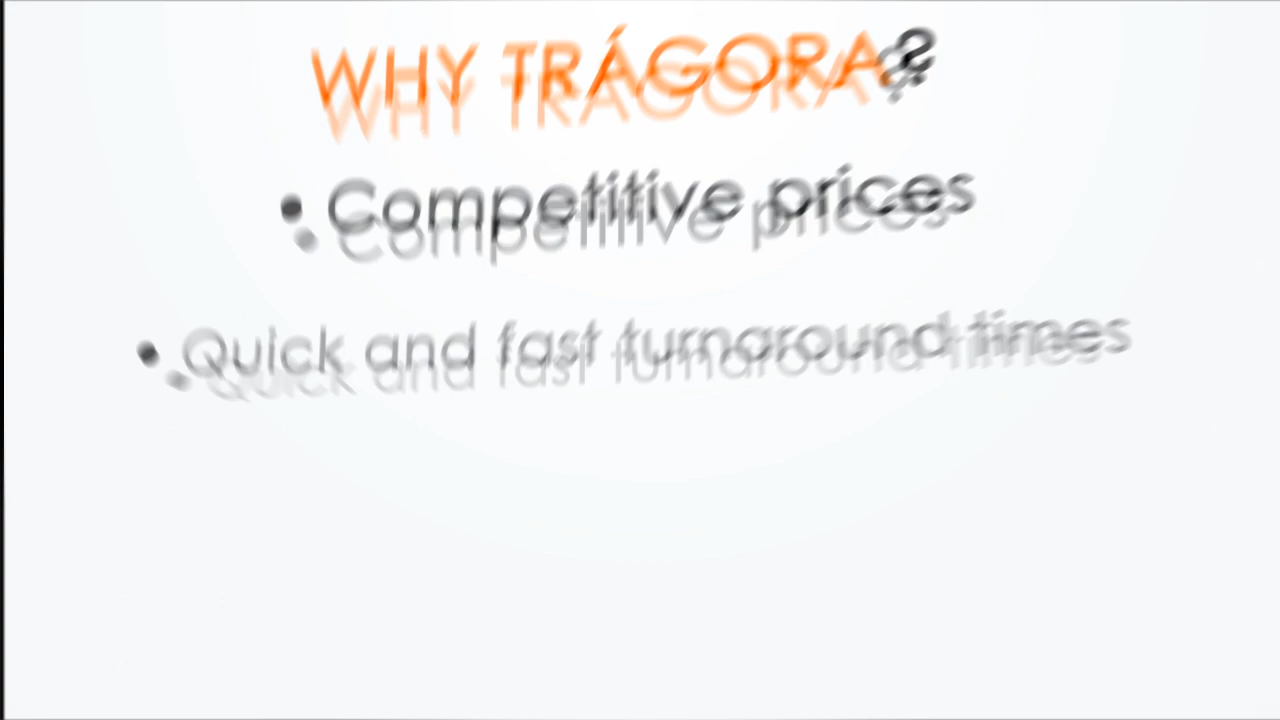 WHY TRÁGORA?
• Competitive prices
• Quick and fast turnaround times